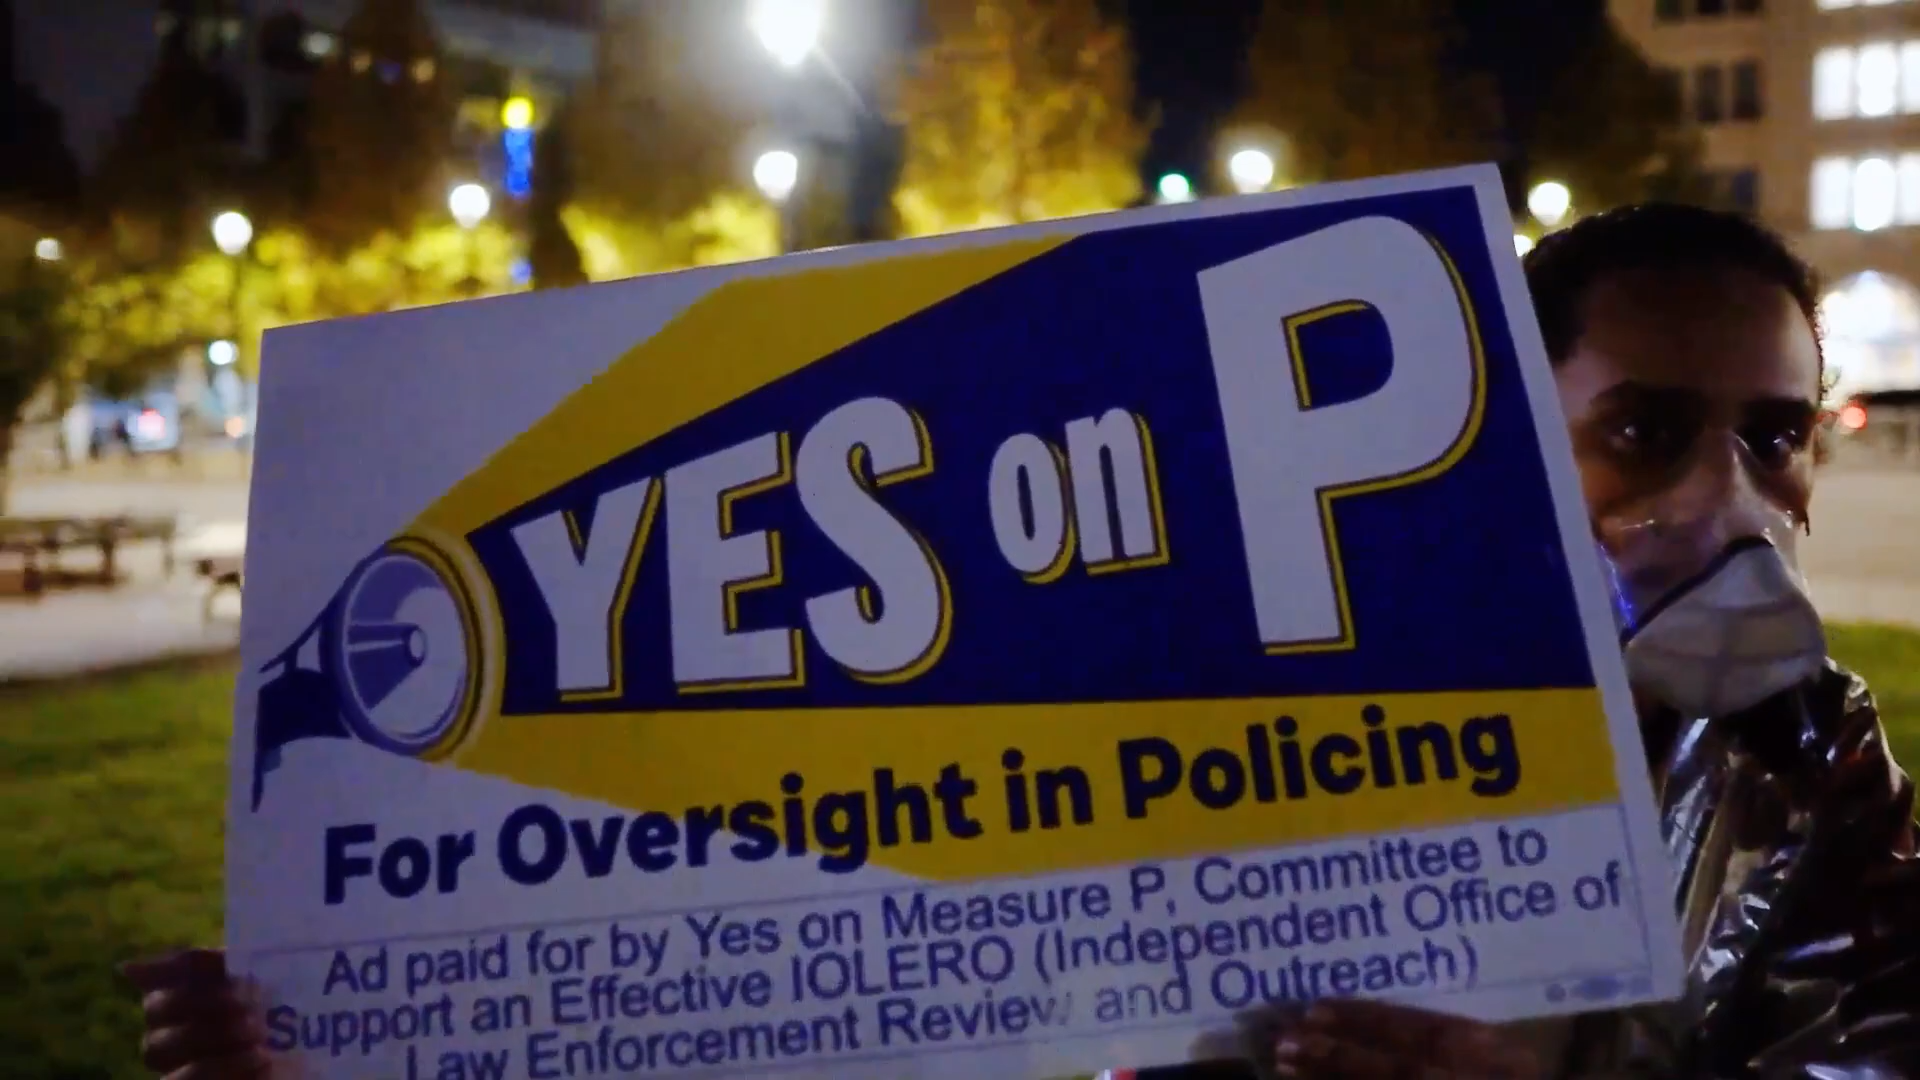 YES on P
For Oversight in Policing
Ad paid for by Yes on Measure P, Committee to
Support an Effective IOLERO (Independent Office of
Law Enforcement Review and Outreach)